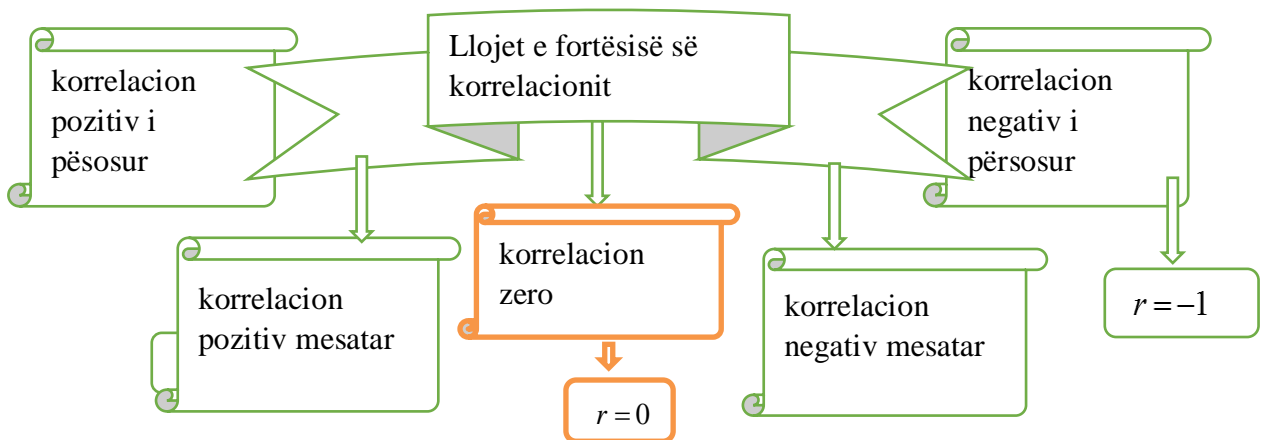 Llojet e fortësisë së
korrelacionit
korrelacion
pozitiv i
pësosur
korrelacion
negativ i
përsosur
korrelacion
pozitiv mesatar
korrelacion
zero
korrelacion
negativ mesatar
r = −1
r = 0